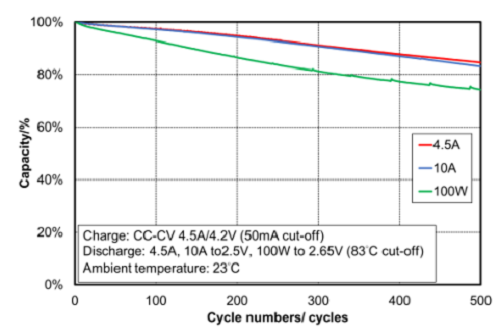 100%
80%
60%
40%
20%
0%
Capacity/%
4.5A
10A
100W
Charge: CC-CV 4.5A/4.2V (50mA cut-off)
Discharge: 4.5A, 10A to2.5V, 100W to 2.65V (83°C cut-off)
Ambient temperature: 23°C
0 100 200 300 400 500
Cycle numbers/ cycles